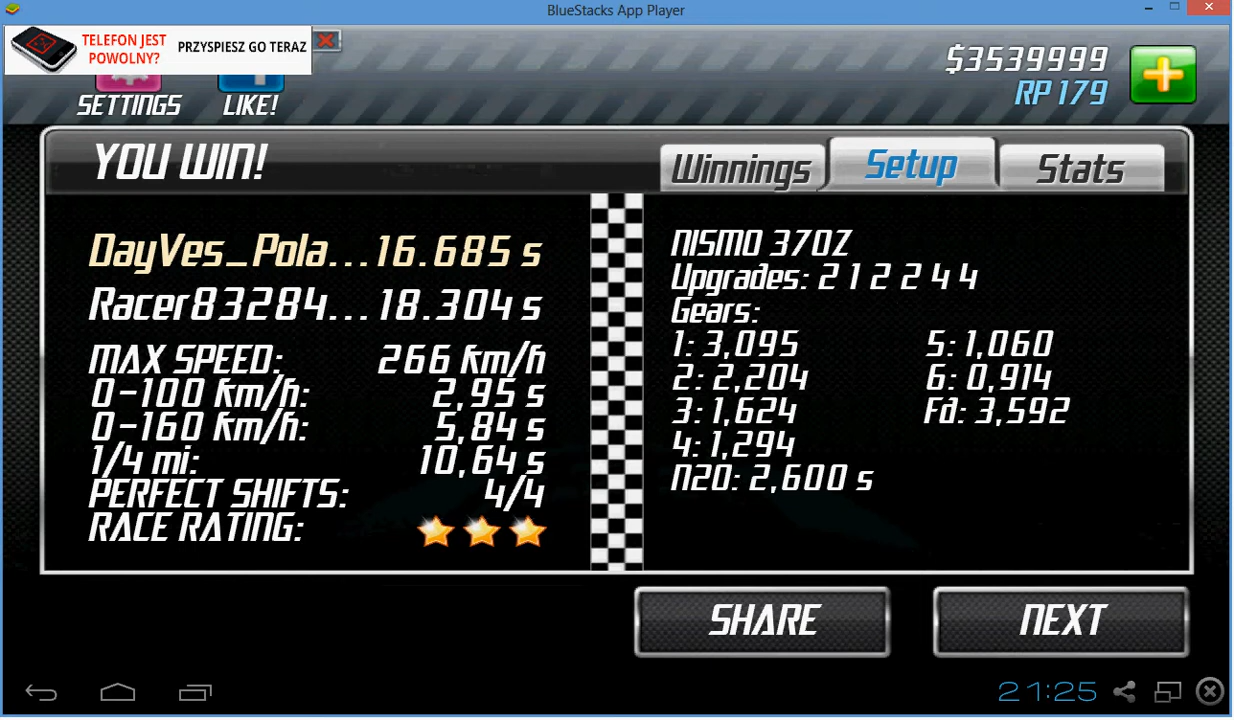 BlueStacks App Player
TELEFON JEST
POWOLNY?
PRZYSPIESZ GO TERAZ
SETTINGS
LIKE!
$3539999
RP 179
YOU WIN!
Winnings
Setup
Stats
DayVes_Pola... 16.685 s
Racer83284... 18.304 s
MAX SPEED: 266 km/h
0-100 km/h: 2,95 s
0-160 km/h: 5,84 s
1/4 mi: 10,64 s
PERFECT SHIFTS: 4/4
RACE RATING:
NISMO 370Z
Upgrades: 2 1 2 2 4 4
Gears:
1: 3,095 5: 1,060
2: 2,204 6: 0,914
3: 1,624 Fd: 3,592
4: 1,294
N2O: 2,600 s
SHARE
NEXT
21:25